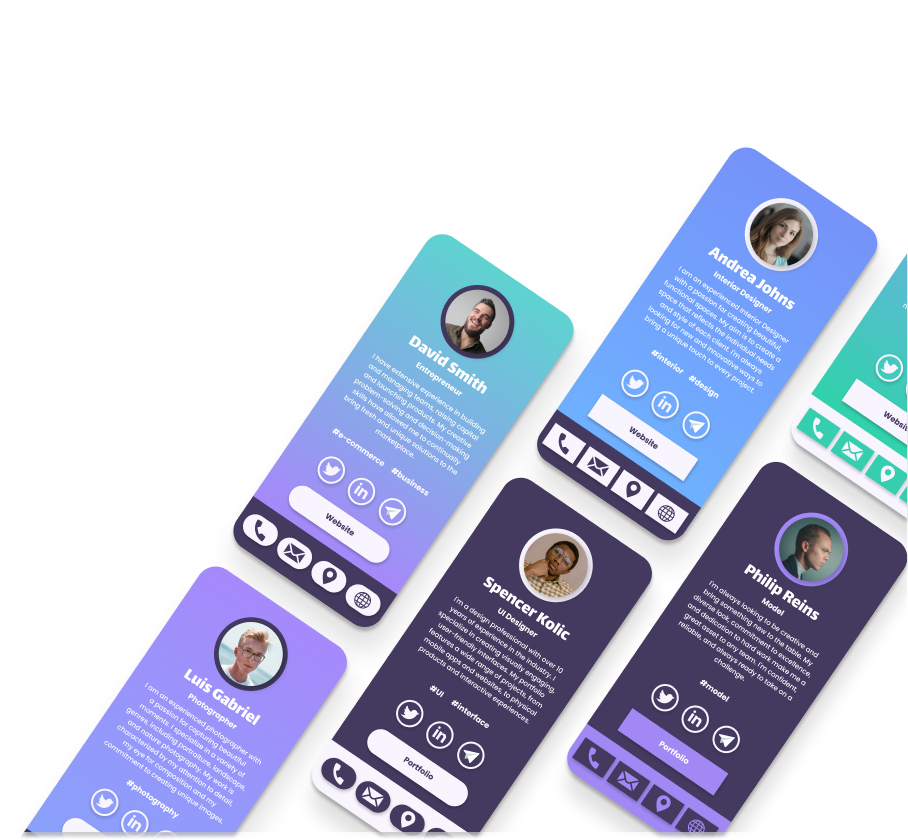 Andrea Johns
Interior Designer
I am an experienced Interior Designer
with a passion for creating beautiful,
functional spaces. My aim is to create a
space that reflects the individual needs
and style of each client. I'm always
looking for new and innovative ways to
bring a unique touch to every project.
#interior #design
Website
David Smith
Entrepreneur
I have extensive experience in building
and managing teams, raising capital
and launching products. My creative
problem-solving and decision-making
skills have allowed me to continually
bring fresh and unique solutions to the
marketplace.
#e-commerce #business
Website
Philip Reins
Model
I'm always looking to be creative and
bring something new to the table. My
diverse look, commitment to excellence,
and dedication to hard work make me a
great asset to any team. I'm confident,
reliable and always ready to take on a
challenge.
#model
Portfolio
Spencer Kolic
UI Designer
I'm a design professional with over 10
years of experience in the industry. I
specialize in creating visually engaging,
user-friendly interfaces. My portfolio
features a wide range of projects, from
mobile apps and websites, to physical
products and interactive experiences.
#UI #interface
Portfolio
Luis Gabriel
Photographer
I am an experienced photographer with
a passion for capturing beautiful
moments. I specialize in a variety of
genres, including portraiture, landscape,
and nature photography. My work is
characterized by my attention to detail,
my eye for composition and my
commitment to creating unique images.
#photography